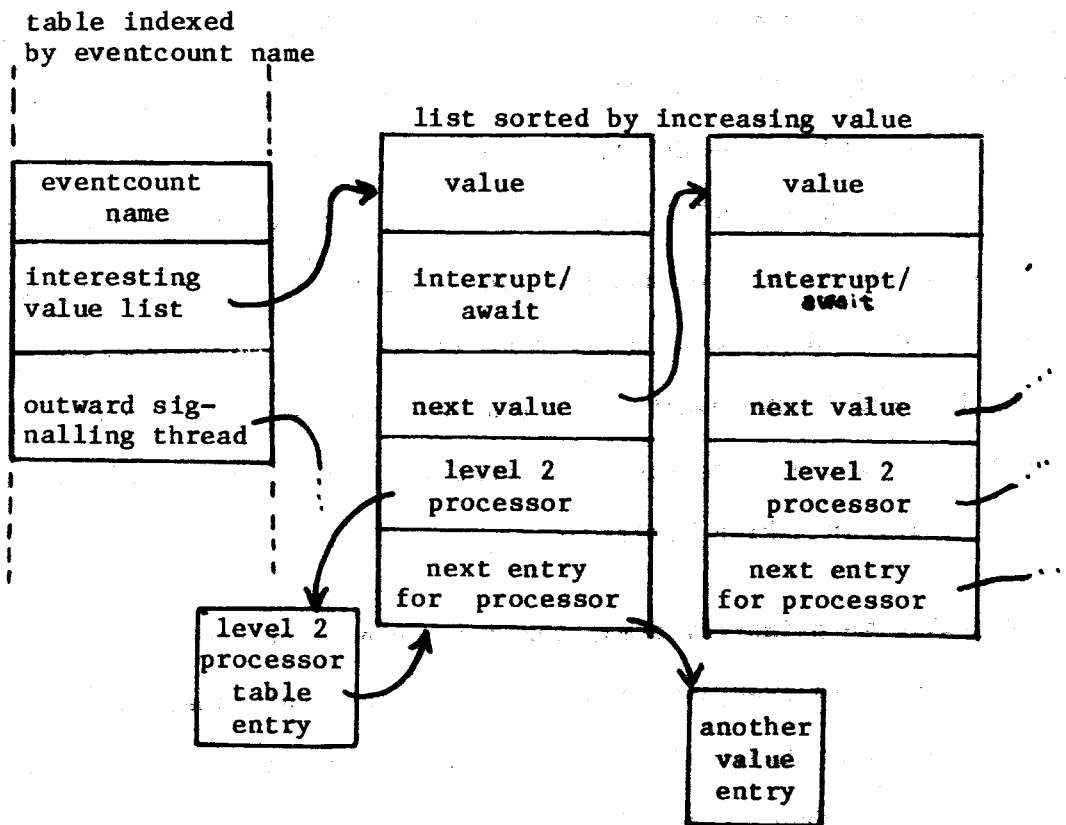 table indexed
by eventcount name
eventcount
name
interesting
value list
outward sig-
nalling thread
list sorted by increasing value
value
interrupt/
await
next value
level 2
processor
next entry
for processor
value
interrupt/
await
next value
level 2
processor
next entry
for processor
level 2
processor
table
entry
another
value
entry